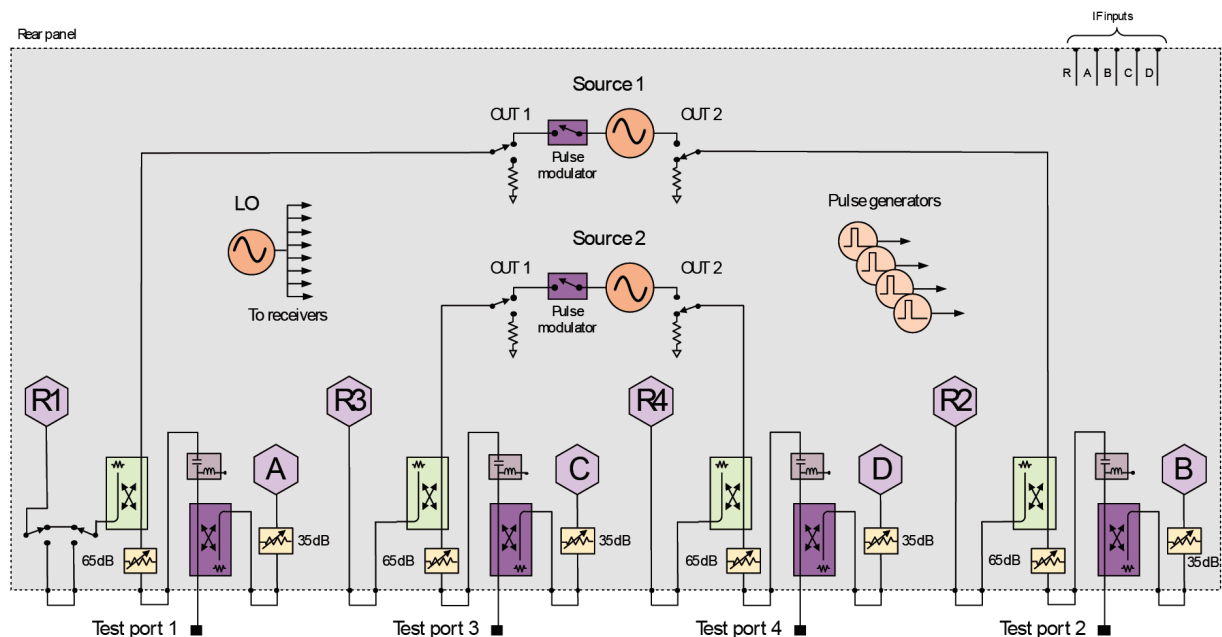 Rear panel
IF inputs
R A B C D
Source 1
OUT 1
OUT 2
Pulse
modulator
LO
To receivers
Pulse generators
Source 2
OUT 1
OUT 2
Pulse
modulator
R1
R3
R4
R2
A
C
D
B
65dB
35dB
65dB
35dB
65dB
35dB
65dB
35dB
Test port 1
Test port 3
Test port 4
Test port 2